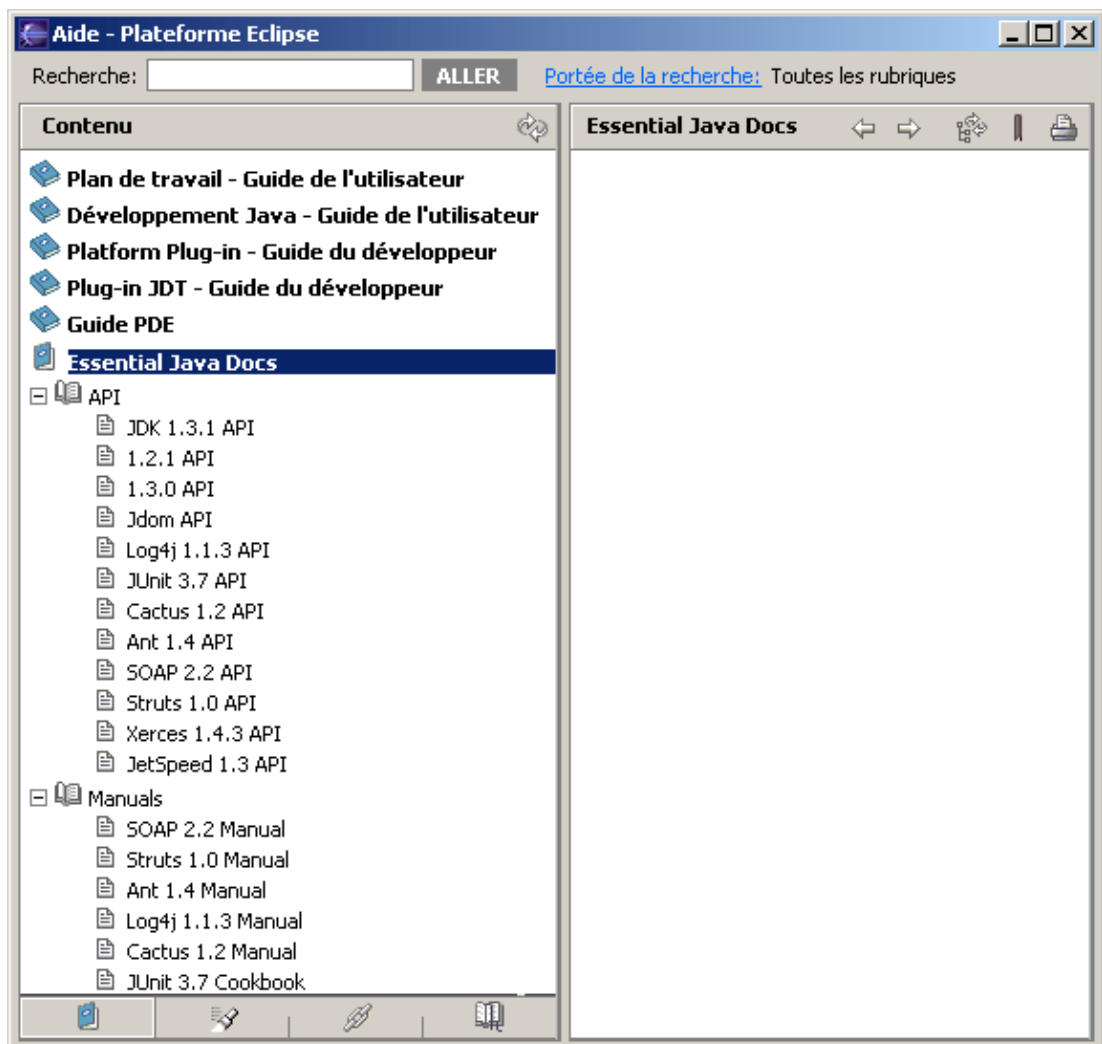 Aide - Plateforme Eclipse
Recherche: ALLER Portée de la recherche: Toutes les rubriques
Contenu
Plan de travail - Guide de l'utilisateur
Développement Java - Guide de l'utilisateur
Platform Plug-in - Guide du développeur
Plug-in JDT - Guide du développeur
Guide PDE
Essential Java Docs
API
JDK 1.3.1 API
1.2.1 API
1.3.0 API
Jdom API
Log4j 1.1.3 API
JUnit 3.7 API
Cactus 1.2 API
Ant 1.4 API
SOAP 2.2 API
Struts 1.0 API
Xerces 1.4.3 API
JetSpeed 1.3 API
Manuals
SOAP 2.2 Manual
Struts 1.0 Manual
Ant 1.4 Manual
Log4j 1.1.3 Manual
Cactus 1.2 Manual
JUnit 3.7 Cookbook
Essential Java Docs